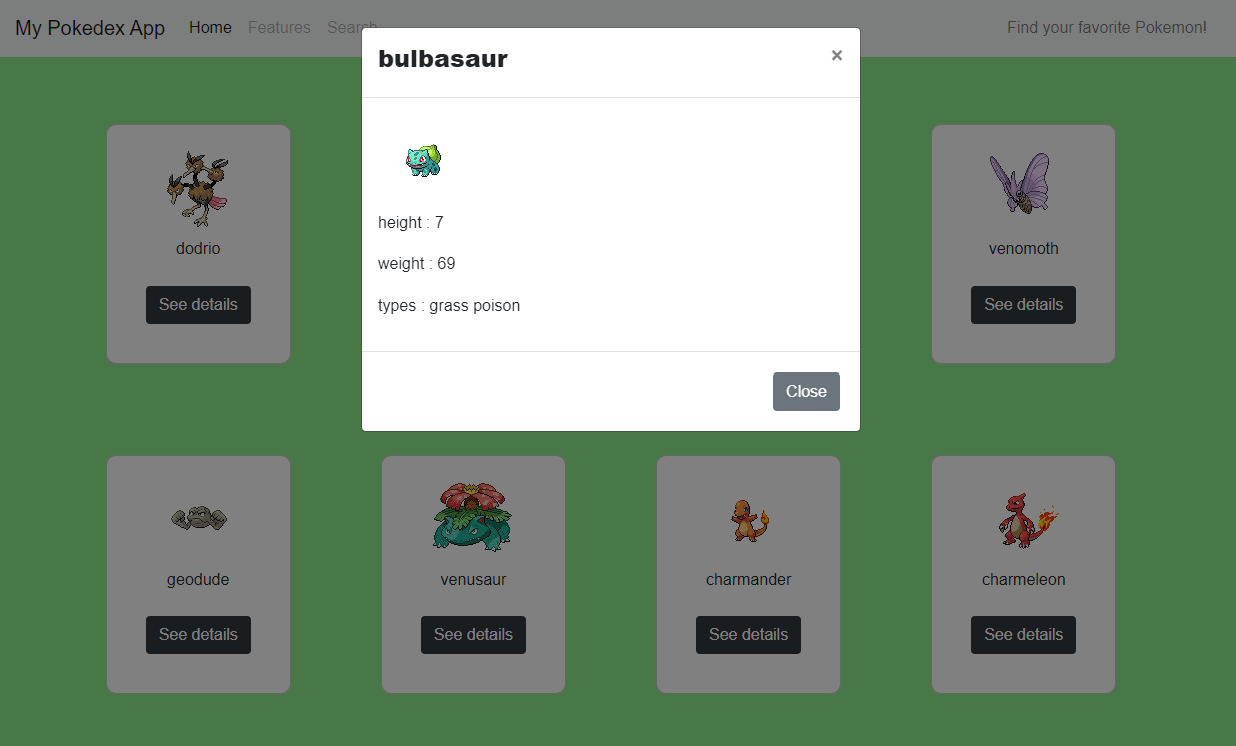 My Pokedex App Home Features Search Find your favorite Pokemon!
bulbasaur ×
height : 7
weight : 69
types : grass poison
Close
dodrio
See details
venomoth
See details
geodude
See details
venusaur
See details
charmander
See details
charmeleon
See details